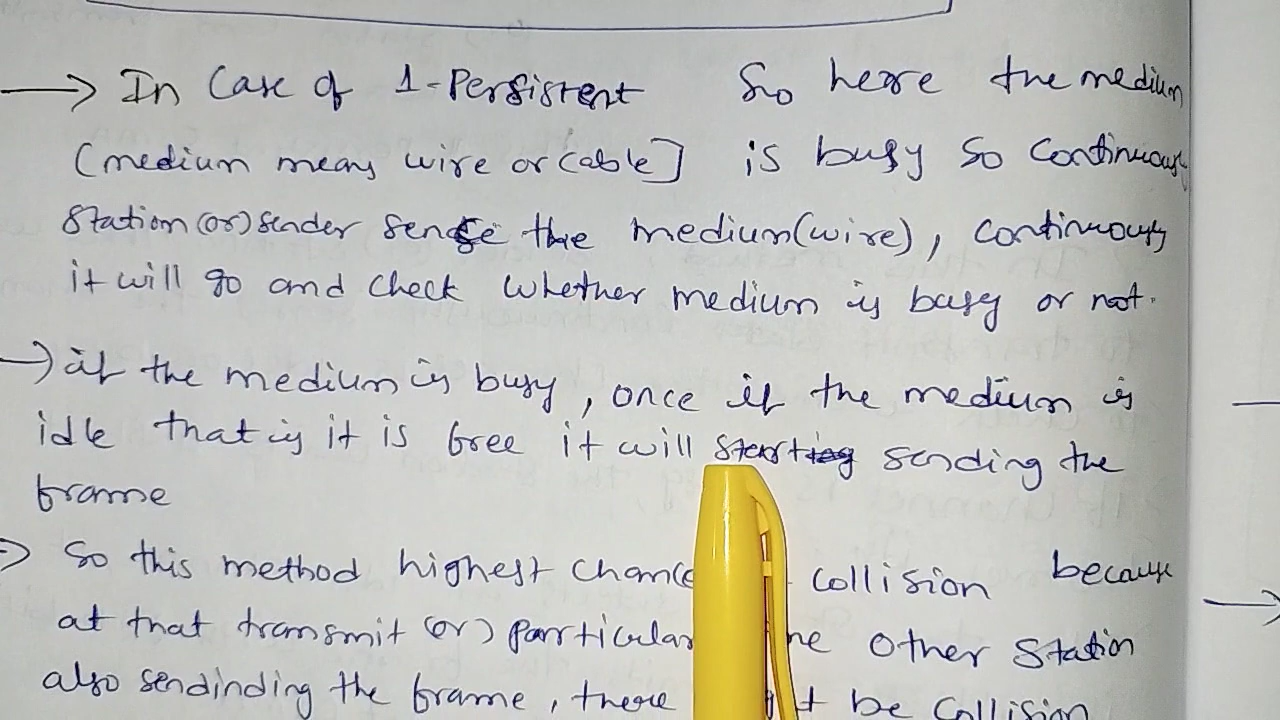 → In Case of 1-Persistent So here the medium
(medium means wire or cable] is busy so Continuously
Station (or) sender sense the medium(wire), continuously
it will go and check whether medium is busy or not.
→ if the medium is busy, once if the medium is
idle that is it is free it will start sending the
frame
⇒ So this method highest chance collision because
at that transmit (or) particular other station
also sendinding the frame, there be Collision